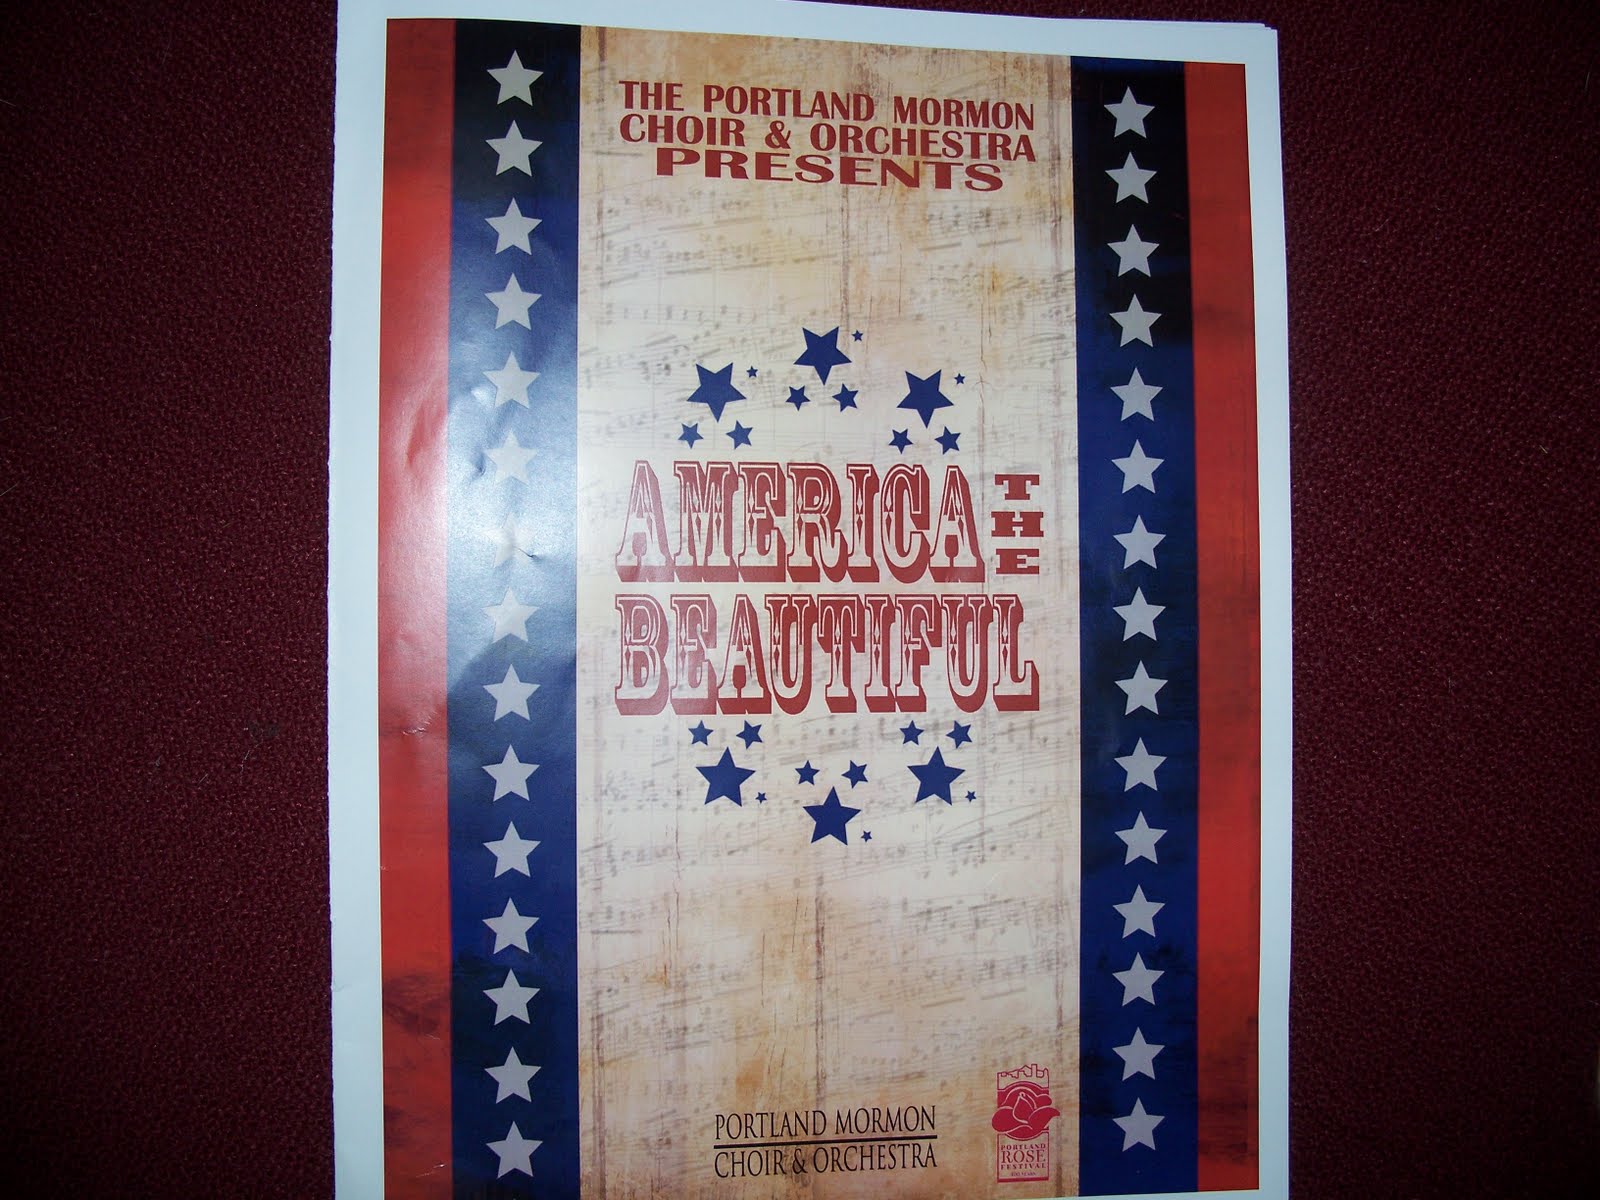 THE PORTLAND MORMON
CHOIR & ORCHESTRA
PRESENTS
AMERICA THE
BEAUTIFUL
PORTLAND MORMON
CHOIR & ORCHESTRA
PORTLAND
ROSE
FESTIVAL